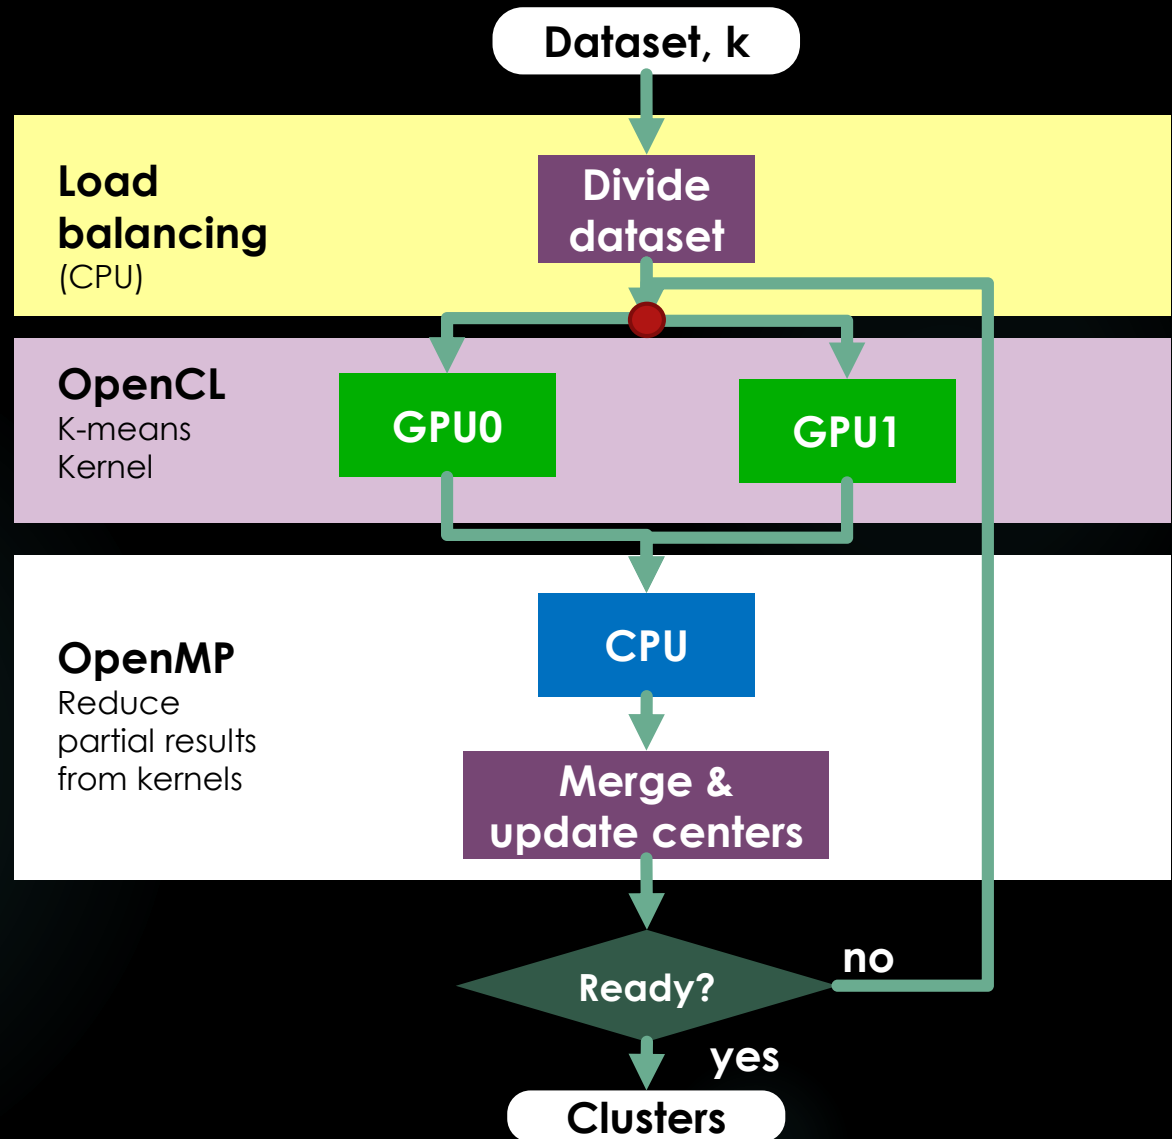 Dataset, k
Load
balancing
(CPU)
Divide
dataset
OpenCL
K-means
Kernel
GPU0
GPU1
OpenMP
Reduce
partial results
from kernels
CPU
Merge &
update centers
Ready?
no
yes
Clusters